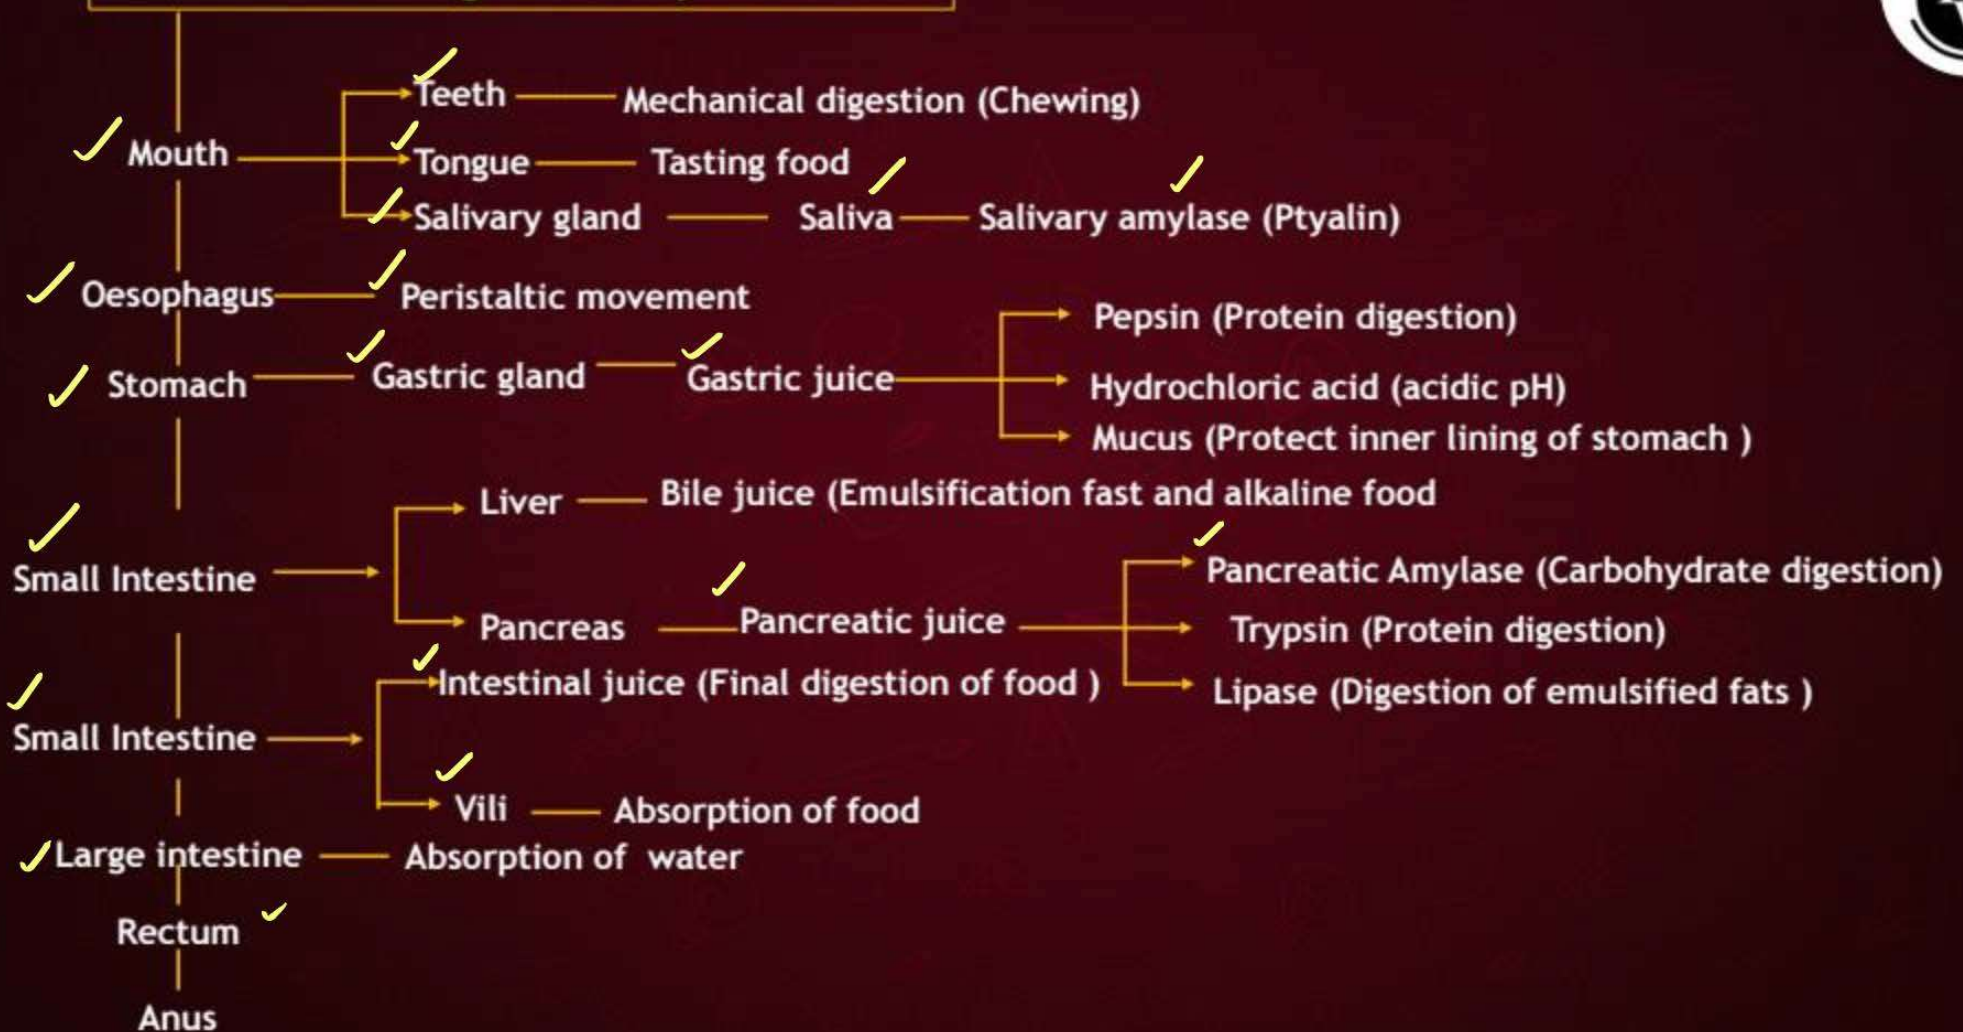 Teeth Mechanical digestion (Chewing)
Mouth Tongue Tasting food
Salivary gland Saliva Salivary amylase (Ptyalin)
Oesophagus Peristaltic movement
Pepsin (Protein digestion)
Stomach Gastric gland Gastric juice Hydrochloric acid (acidic pH)
Mucus (Protect inner lining of stomach )
Liver Bile juice (Emulsification fast and alkaline food
Small Intestine Pancreatic Amylase (Carbohydrate digestion)
Pancreas Pancreatic juice Trypsin (Protein digestion)
Intestinal juice (Final digestion of food ) Lipase (Digestion of emulsified fats )
Small Intestine
Vili Absorption of food
Large intestine Absorption of water
Rectum
Anus